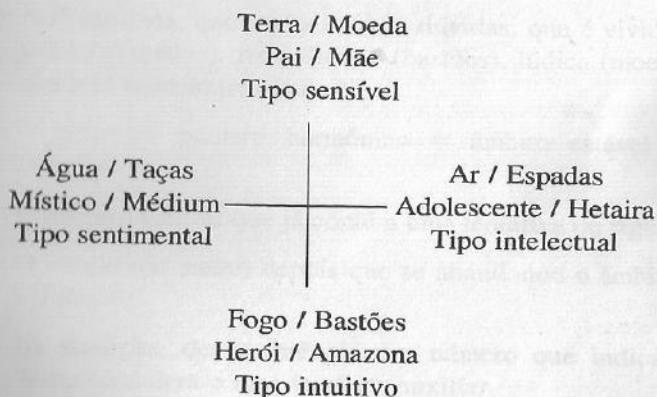 Terra / Moeda
Pai / Mãe
Tipo sensível
Água / Taças
Místico / Médium
Tipo sentimental
Ar / Espadas
Adolescente / Hetaira
Tipo intelectual
Fogo / Bastões
Herói / Amazona
Tipo intuitivo